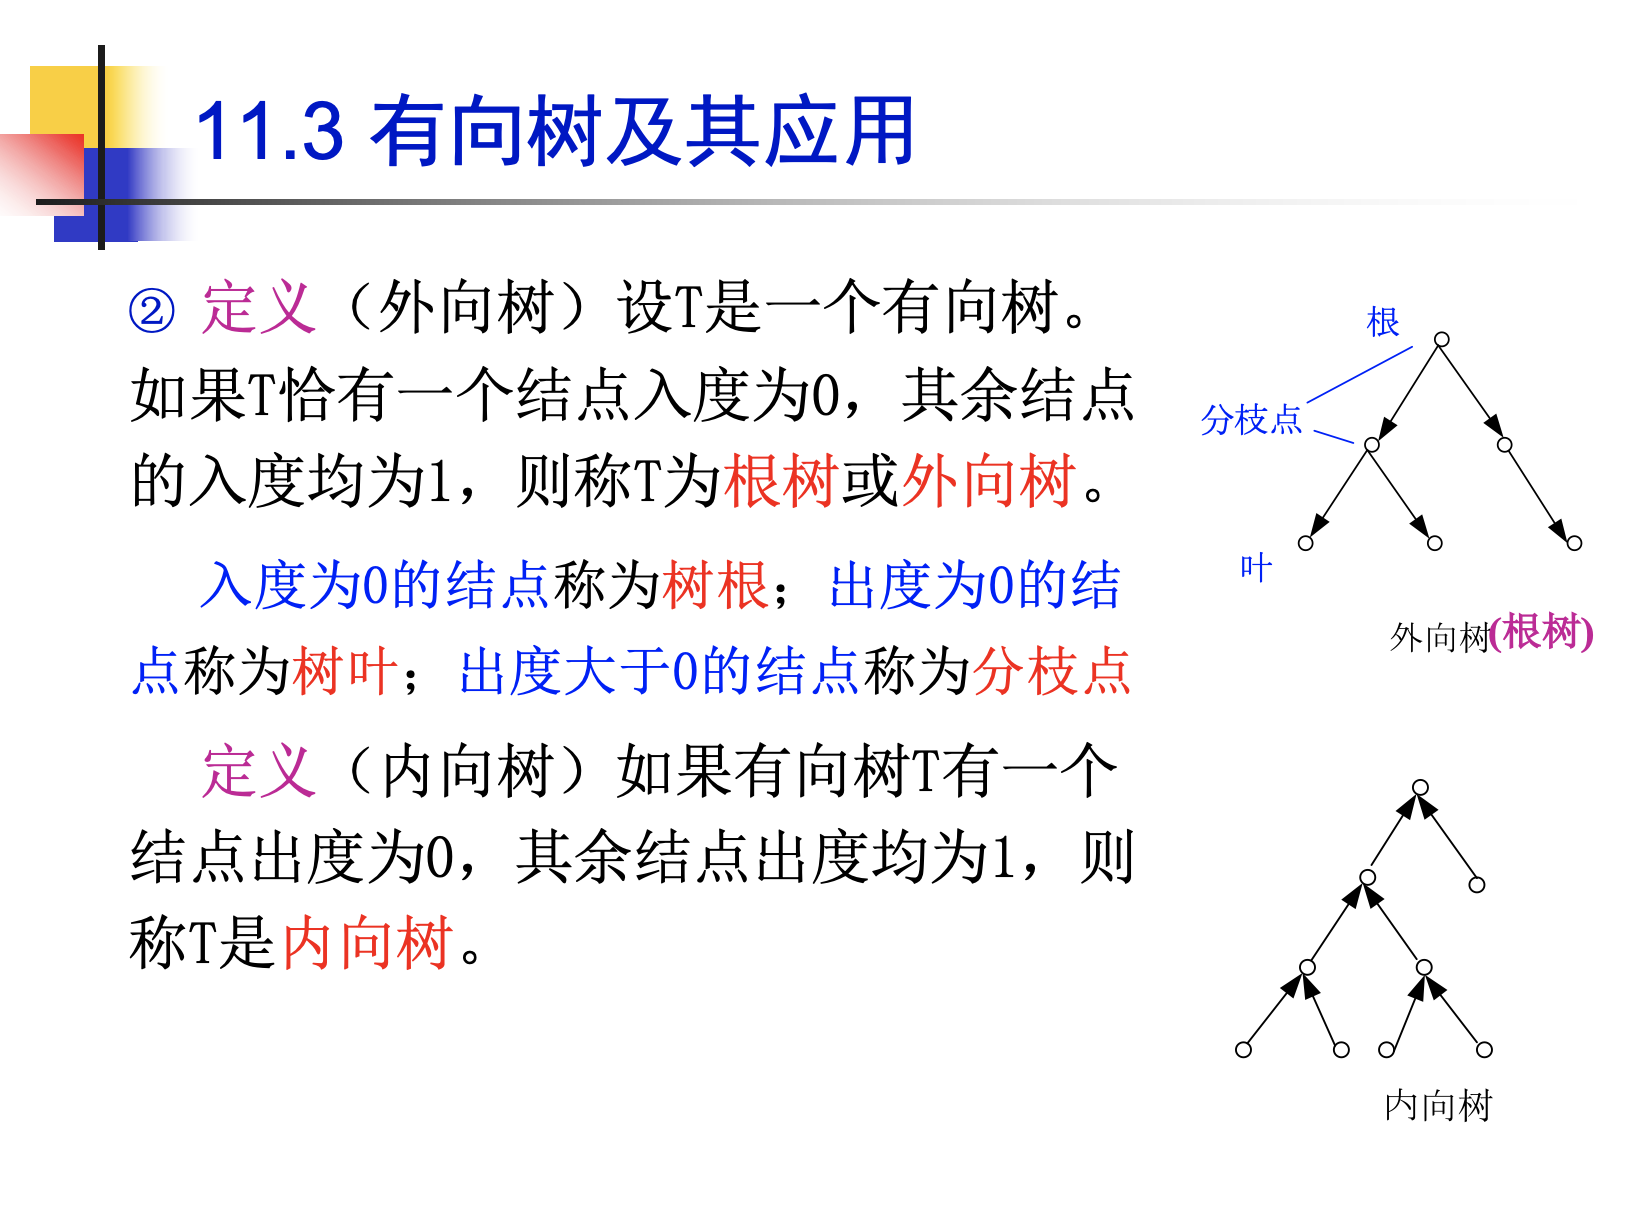 11.3 有向树及其应用
② 定义（外向树）设T是一个有向树。
如果T恰有一个结点入度为0，其余结点
的入度均为1，则称T为根树或外向树。
入度为0的结点称为树根；出度为0的结
点称为树叶；出度大于0的结点称为分枝点
定义（内向树）如果有向树T有一个
结点出度为0，其余结点出度均为1，则
称T是内向树。
根
分枝点
叶
外向树(根树)
内向树